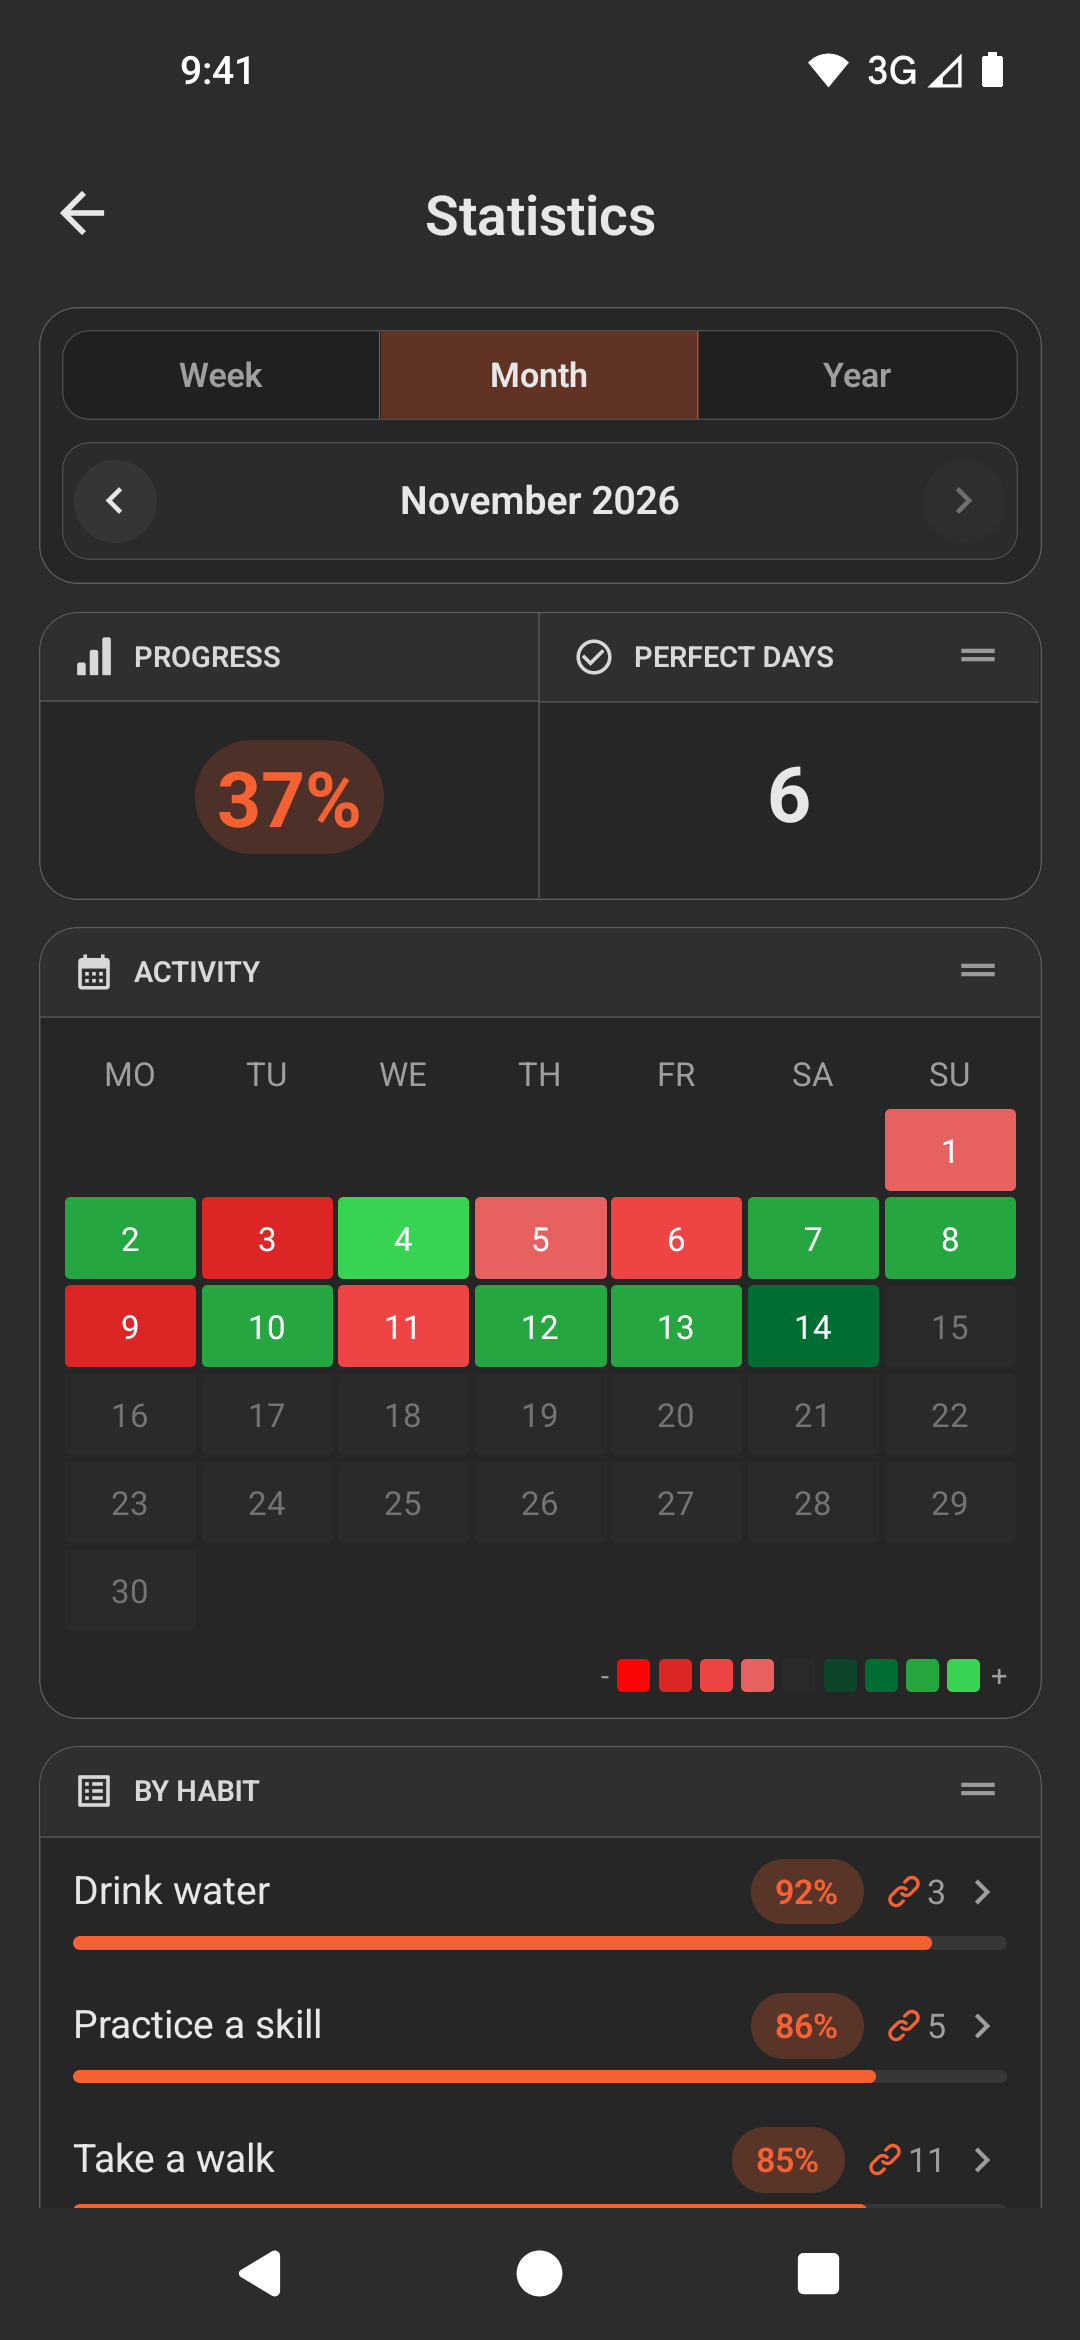 9:41
3G
Statistics
Week Month Year
November 2026
PROGRESS
PERFECT DAYS
37%
6
ACTIVITY
MO TU WE TH FR SA SU
1
2 3 4 5 6 7 8
9 10 11 12 13 14 15
16 17 18 19 20 21 22
23 24 25 26 27 28 29
30
- +
BY HABIT
Drink water 92% 3
Practice a skill 86% 5
Take a walk 85% 11